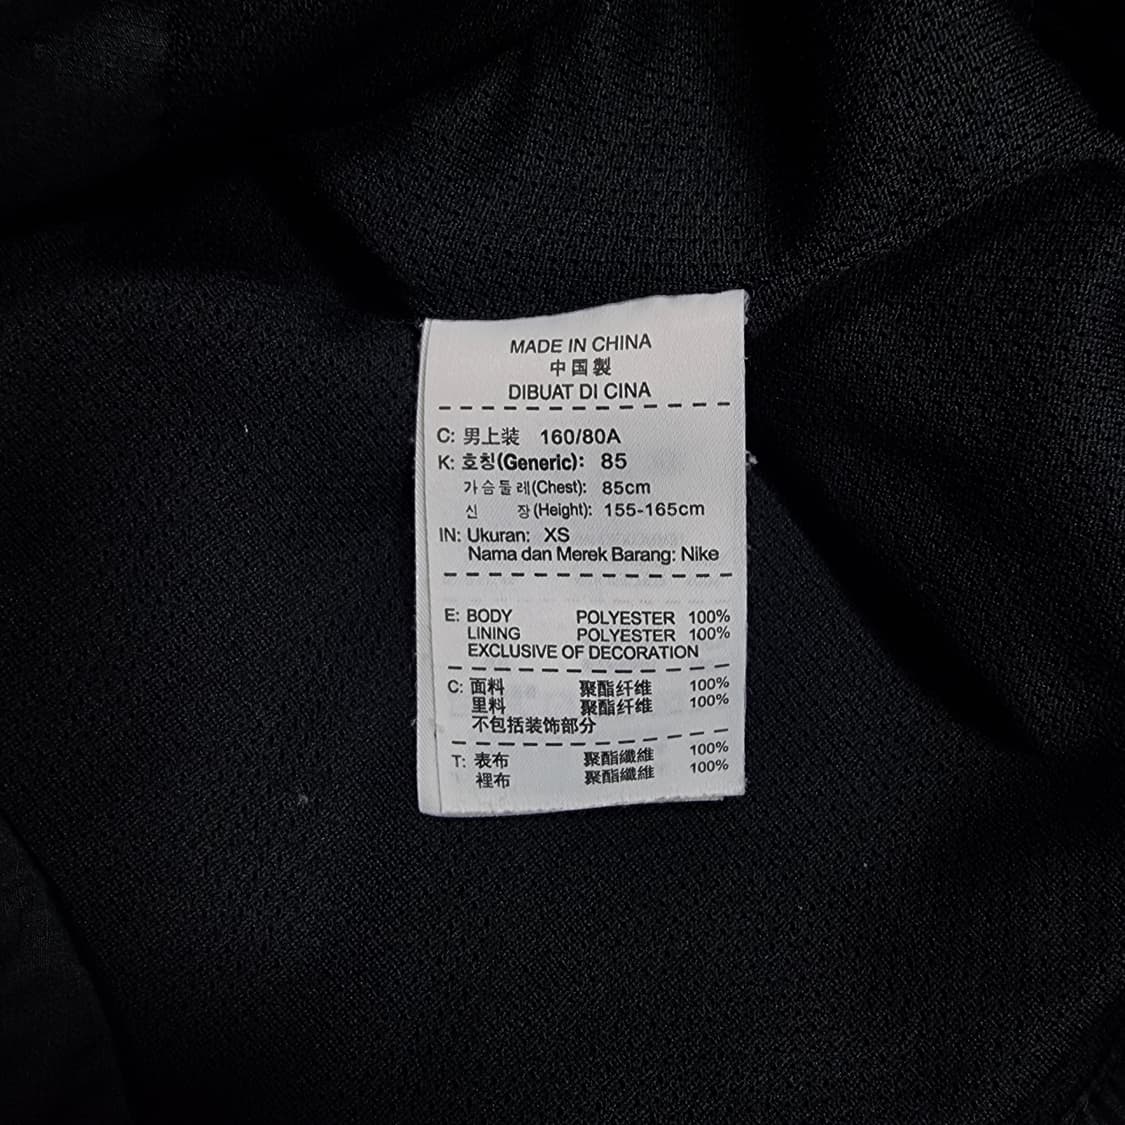 MADE IN CHINA
中国製
DIBUAT DI CINA
C: 男上装 160/80A
K: 호칭(Generic): 85
가슴둘레(Chest): 85cm
신 장(Height): 155-165cm
IN: Ukuran: XS
Nama dan Merek Barang: Nike
E: BODY POLYESTER 100%
LINING POLYESTER 100%
EXCLUSIVE OF DECORATION
C: 面料 聚酯纤维 100%
里料 聚酯纤维 100%
不包括装饰部分
T: 表布 聚酯纖維 100%
裡布 聚酯纖維 100%